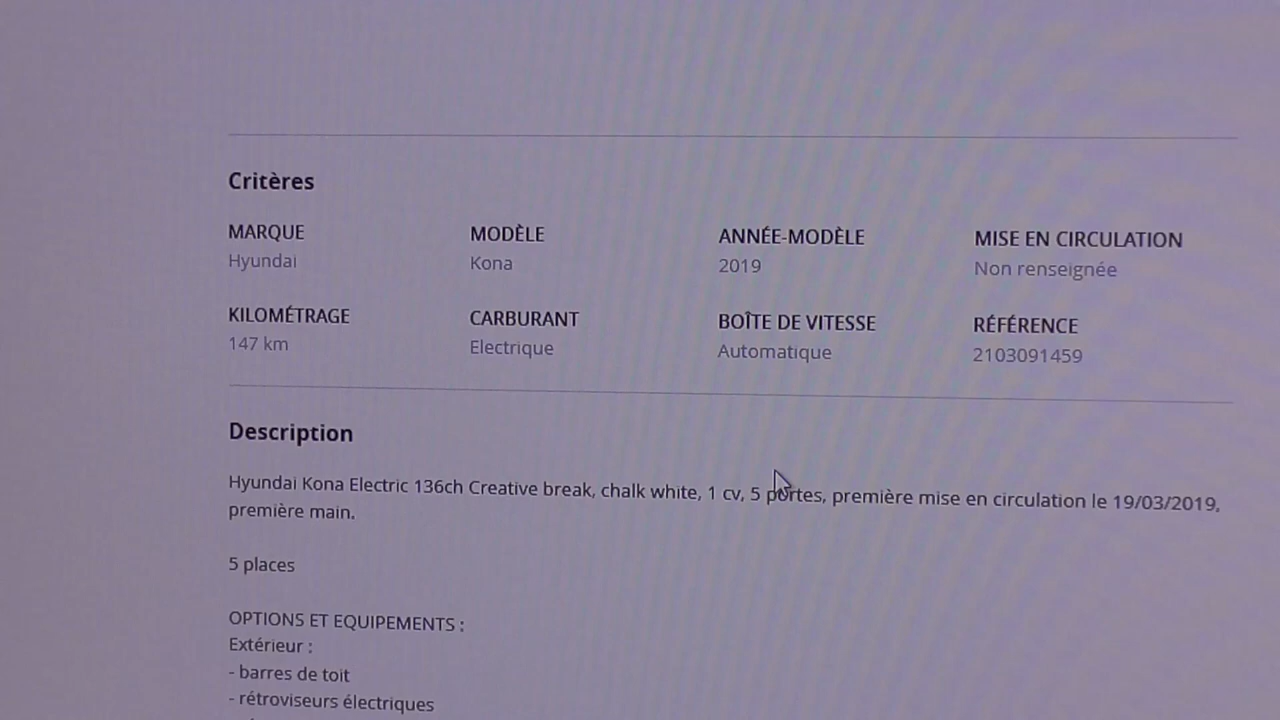 Critères
MARQUE MODÈLE ANNÉE-MODÈLE MISE EN CIRCULATION
Hyundai Kona 2019 Non renseignée
KILOMÉTRAGE CARBURANT BOÎTE DE VITESSE RÉFÉRENCE
147 km Electrique Automatique 2103091459
Description
Hyundai Kona Electric 136ch Creative break, chalk white, 1 cv, 5 portes, première mise en circulation le 19/03/2019,
première main.
5 places
OPTIONS ET EQUIPEMENTS :
Extérieur :
- barres de toit
- rétroviseurs électriques